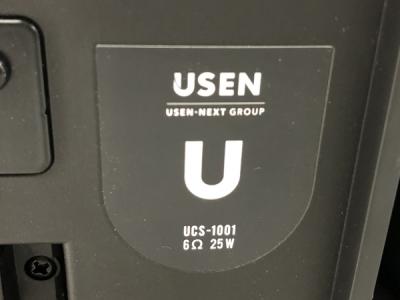 USEN
USEN-NEXT GROUP
U
UCS-1001
6Ω 25W